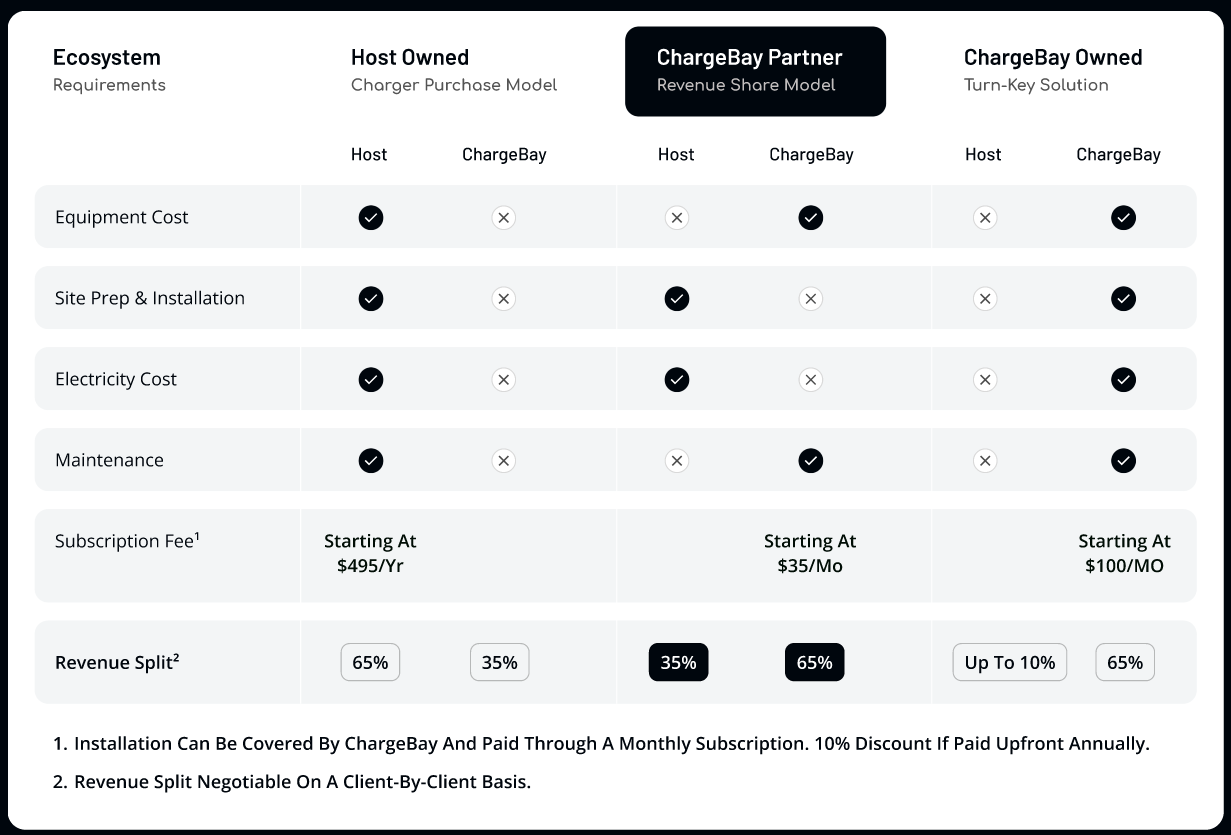 Ecosystem
Requirements
Host Owned
Charger Purchase Model
ChargeBay Partner
Revenue Share Model
ChargeBay Owned
Turn-Key Solution
Host ChargeBay Host ChargeBay Host ChargeBay
Equipment Cost
Site Prep & Installation
Electricity Cost
Maintenance
Subscription Fee¹
Starting At
$495/Yr
Starting At
$35/Mo
Starting At
$100/MO
Revenue Split² 65% 35% 35% 65% Up To 10% 65%
1. Installation Can Be Covered By ChargeBay And Paid Through A Monthly Subscription. 10% Discount If Paid Upfront Annually.
2. Revenue Split Negotiable On A Client-By-Client Basis.